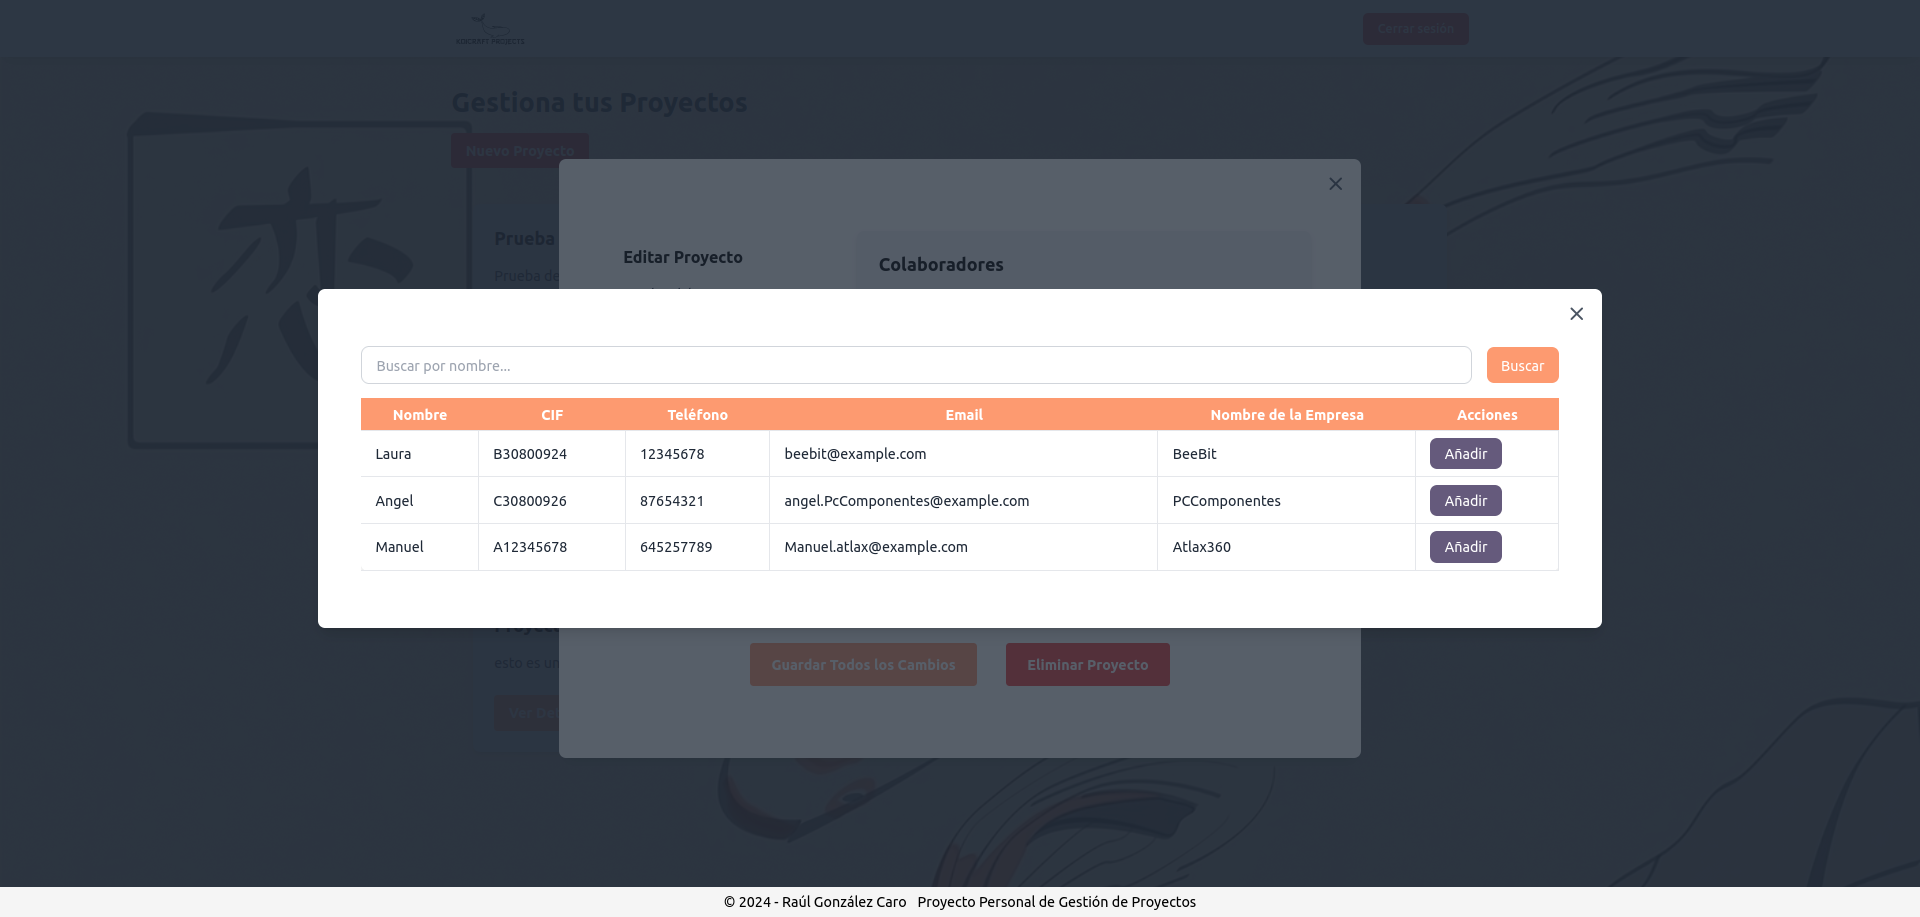 KOICRAFT PROJECTS
Cerrar sesión
Gestiona tus Proyectos
Nuevo Proyecto
恋
Prueba
Prueba de
Editar Proyecto
Colaboradores
Buscar por nombre...
Buscar
Nombre CIF Teléfono Email Nombre de la Empresa Acciones
Laura B30800924 12345678 beebit@example.com BeeBit Añadir
Angel C30800926 87654321 angel.PcComponentes@example.com PCComponentes Añadir
Manuel A12345678 645257789 Manuel.atlax@example.com Atlax360 Añadir
esto es un
Guardar Todos los Cambios
Eliminar Proyecto
Ver De
© 2024 - Raúl González Caro Proyecto Personal de Gestión de Proyectos